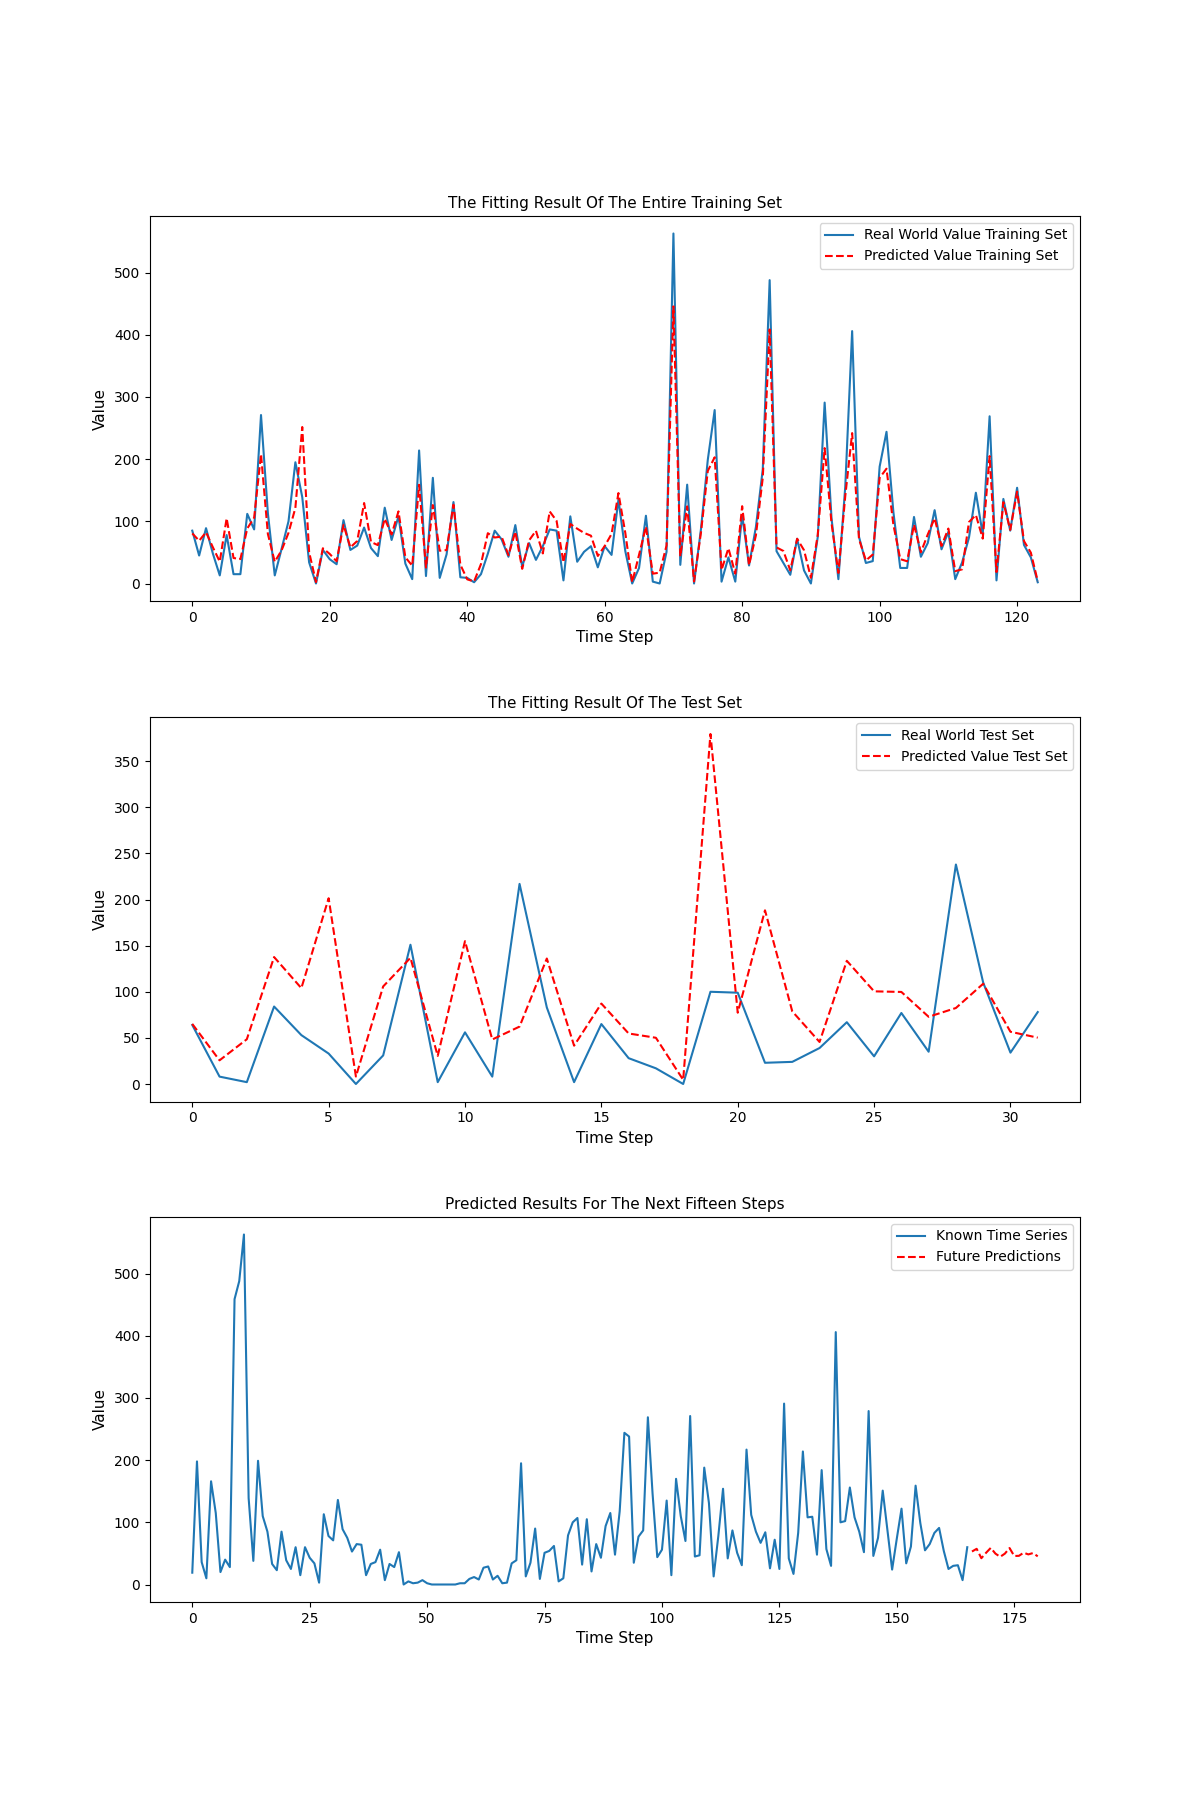 The Fitting Result Of The Entire Training Set
Real World Value Training Set
Predicted Value Training Set
Value
500
400
300
200
100
0
0 20 40 60 80 100 120
Time Step
The Fitting Result Of The Test Set
Real World Test Set
Predicted Value Test Set
Value
350
300
250
200
150
100
50
0
0 5 10 15 20 25 30
Time Step
Predicted Results For The Next Fifteen Steps
Known Time Series
Future Predictions
Value
500
400
300
200
100
0
0 25 50 75 100 125 150 175
Time Step